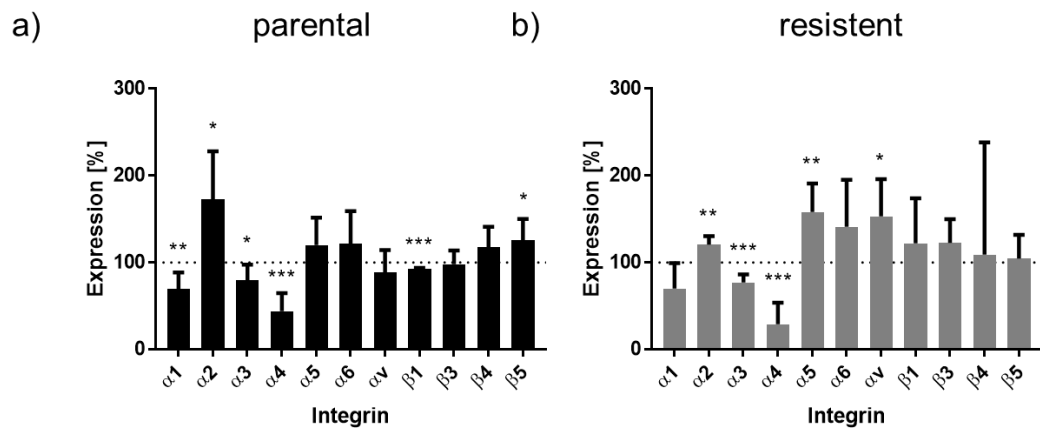 a) parental
b) resistent
300
200
100
0
Expression [%]
** * * *** *** *
α1 α2 α3 α4 α5 α6 αv β1 β3 β4 β5
Integrin
300
200
100
0
Expression [%]
** *** *** ** *
α1 α2 α3 α4 α5 α6 αv β1 β3 β4 β5
Integrin